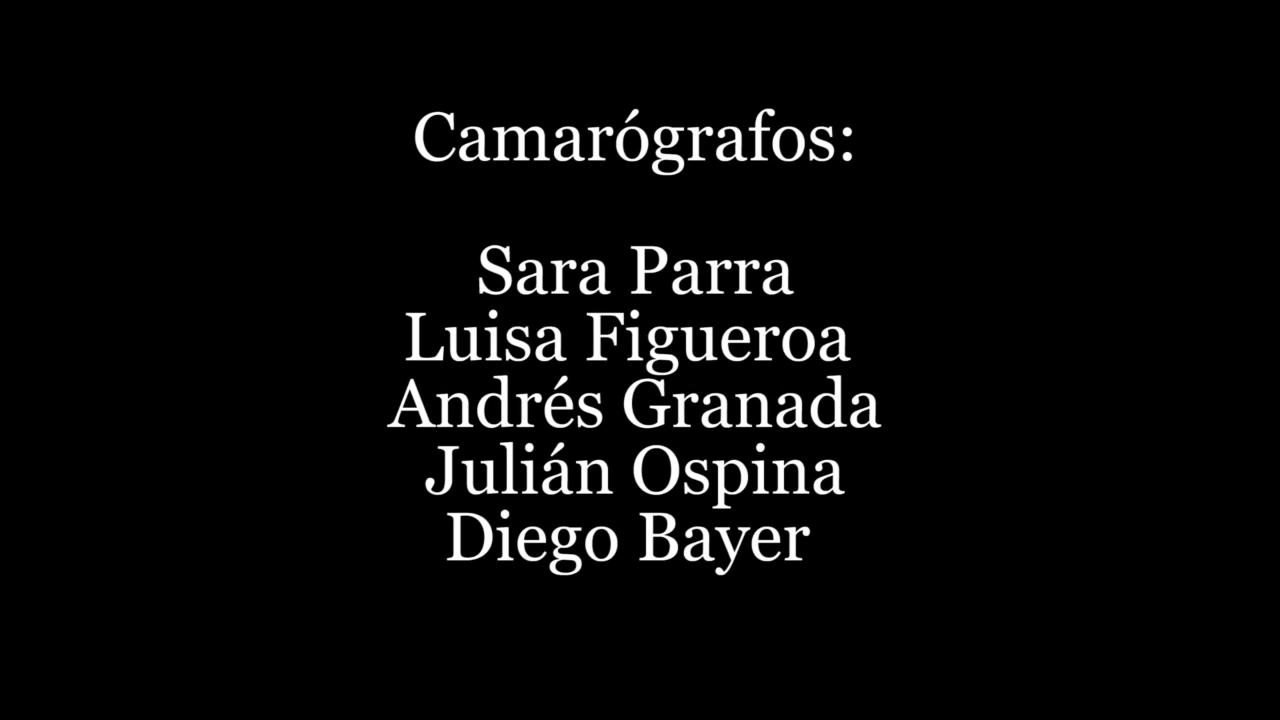 Camarógrafos:
Sara Parra
Luisa Figueroa
Andrés Granada
Julián Ospina
Diego Bayer